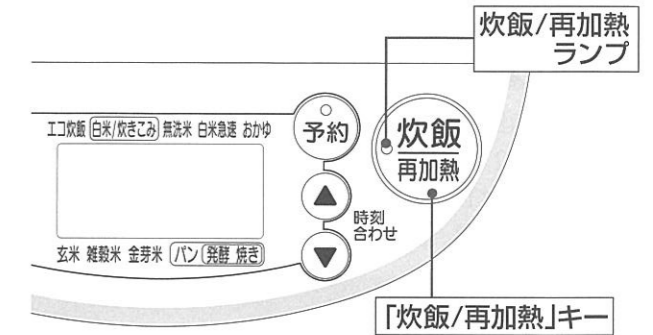 炊飯/再加熱
ランプ
エコ炊飯 白米/炊きこみ 無洗米 白米急速 おかゆ
予約
炊飯
再加熱
時刻
合わせ
玄米 雑穀米 金芽米 パン 発酵 焼き
「炊飯/再加熱」キー